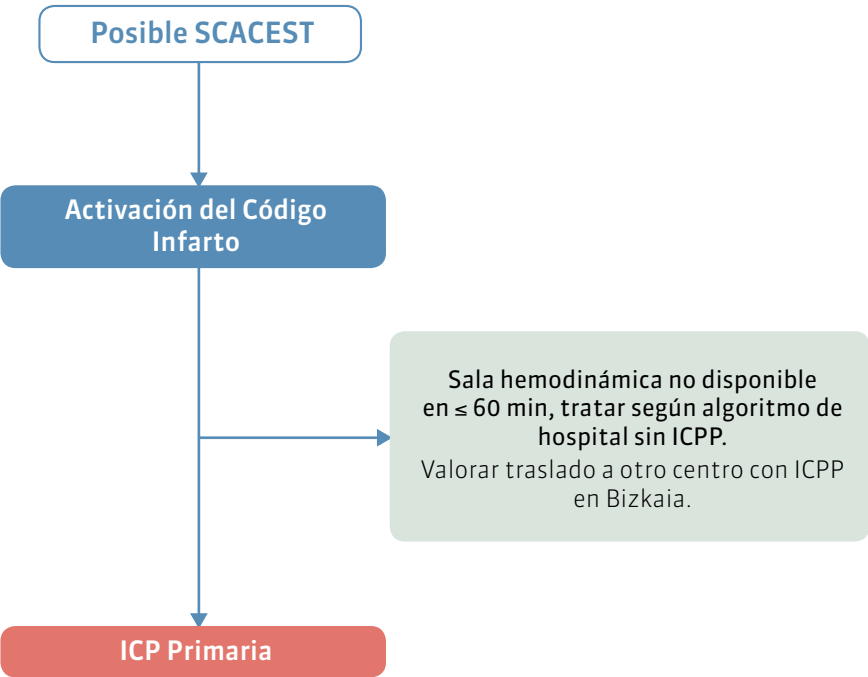 Posible SCACEST
Activación del Código
Infarto
Sala hemodinámica no disponible
en ≤ 60 min, tratar según algoritmo de
hospital sin ICPP.
Valorar traslado a otro centro con ICPP
en Bizkaia.
ICP Primaria